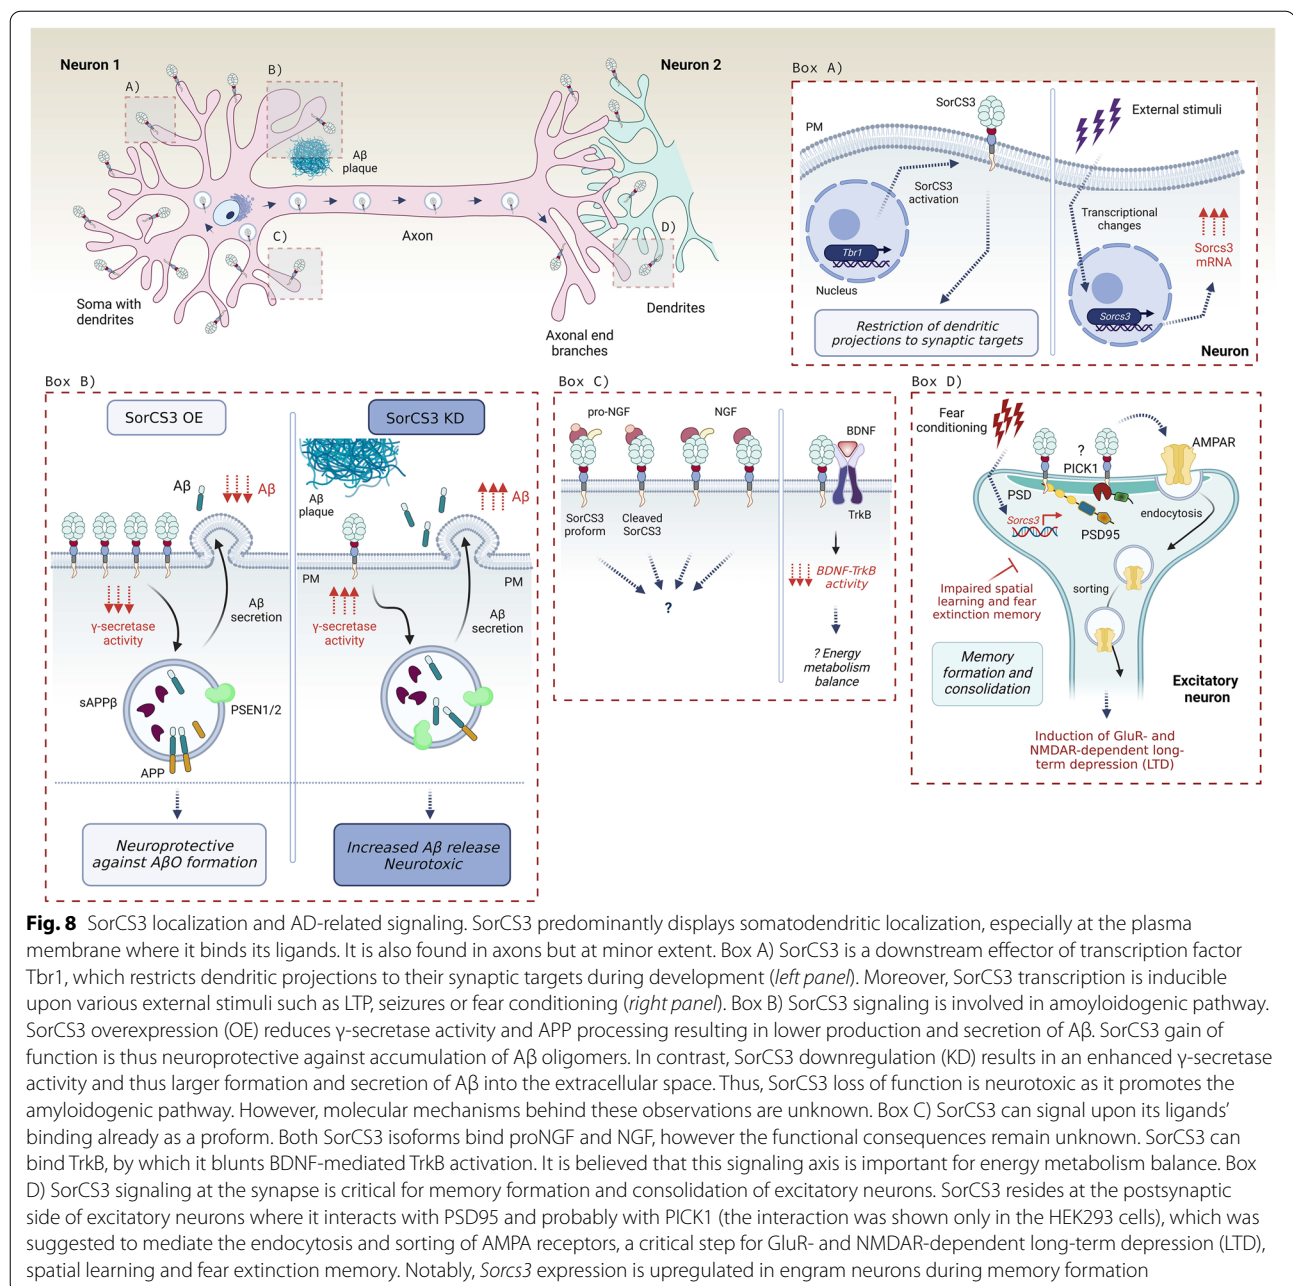 Neuron 1
A)
B)
Aβ
plaque
C)
Soma with
dendrites
Axon
Axonal end
branches
Neuron 2
D)
Dendrites
Box A)
PM
SorCS3
SorCS3
activation
Tbr1
Nucleus
Restriction of dendritic
projections to synaptic targets
External stimuli
Transcriptional
changes
Sorcs3
mRNA
Sorcs3
Neuron
Box B)
SorCS3 OE
Aβ
Aβ
γ-secretase
activity
Aβ
secretion
sAPPβ
PSEN1/2
APP
Neuroprotective
against AβO formation
SorCS3 KD
Aβ
plaque
Aβ
PM
PM
γ-secretase
activity
Aβ
secretion
Increased Aβ release
Neurotoxic
Box C)
pro-NGF
NGF
SorCS3
proform
Cleaved
SorCS3
?
BDNF
TrkB
BDNF-TrkB
activity
? Energy
metabolism
balance
Box D)
Fear
conditioning
?
PICK1
AMPAR
PSD
Sorcs3
PSD95
endocytosis
Impaired spatial
learning and fear
extinction memory
sorting
Memory
formation and
consolidation
Excitatory
neuron
Induction of GluR- and
NMDAR-dependent long-
term depression (LTD)
Fig. 8 SorCS3 localization and AD-related signaling. SorCS3 predominantly displays somatodendritic localization, especially at the plasma
membrane where it binds its ligands. It is also found in axons but at minor extent. Box A) SorCS3 is a downstream effector of transcription factor
Tbr1, which restricts dendritic projections to their synaptic targets during development (left panel). Moreover, SorCS3 transcription is inducible
upon various external stimuli such as LTP, seizures or fear conditioning (right panel). Box B) SorCS3 signaling is involved in amoyloidogenic pathway.
SorCS3 overexpression (OE) reduces γ-secretase activity and APP processing resulting in lower production and secretion of Aβ. SorCS3 gain of
function is thus neuroprotective against accumulation of Aβ oligomers. In contrast, SorCS3 downregulation (KD) results in an enhanced γ-secretase
activity and thus larger formation and secretion of Aβ into the extracellular space. Thus, SorCS3 loss of function is neurotoxic as it promotes the
amyloidogenic pathway. However, molecular mechanisms behind these observations are unknown. Box C) SorCS3 can signal upon its ligands’
binding already as a proform. Both SorCS3 isoforms bind proNGF and NGF, however the functional consequences remain unknown. SorCS3 can
bind TrkB, by which it blunts BDNF-mediated TrkB activation. It is believed that this signaling axis is important for energy metabolism balance. Box
D) SorCS3 signaling at the synapse is critical for memory formation and consolidation of excitatory neurons. SorCS3 resides at the postsynaptic
side of excitatory neurons where it interacts with PSD95 and probably with PICK1 (the interaction was shown only in the HEK293 cells), which was
suggested to mediate the endocytosis and sorting of AMPA receptors, a critical step for GluR- and NMDAR-dependent long-term depression (LTD),
spatial learning and fear extinction memory. Notably, Sorcs3 expression is upregulated in engram neurons during memory formation